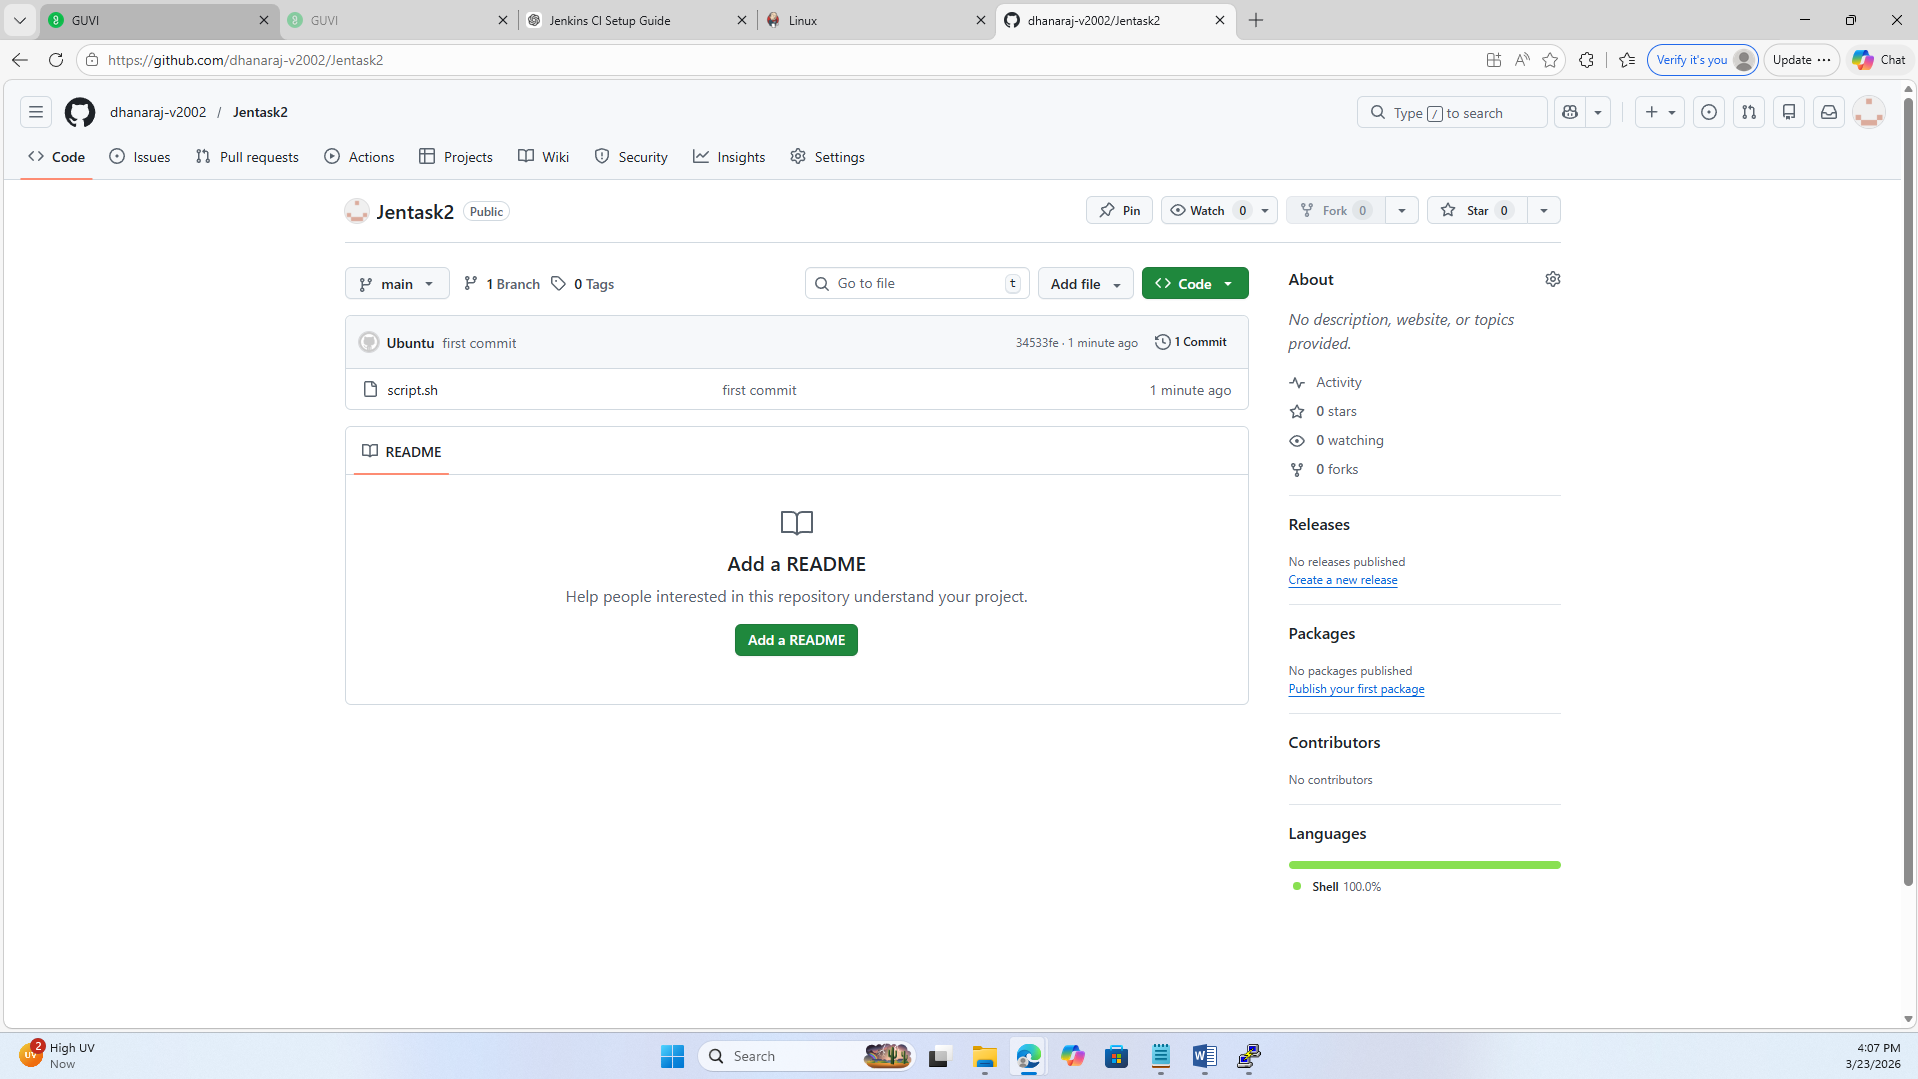 GUVI
GUVI
Jenkins CI Setup Guide
Linux
dhanaraj-v2002/Jentask2
https://github.com/dhanaraj-v2002/Jentask2
Verify it's you
Update
Chat
dhanaraj-v2002 / Jentask2
Type / to search
Code
Issues
Pull requests
Actions
Projects
Wiki
Security
Insights
Settings
Jentask2 Public
Pin
Watch 0
Fork 0
Star 0
main
1 Branch
0 Tags
Go to file t
Add file
Code
Ubuntu first commit
34533fe · 1 minute ago
1 Commit
script.sh
first commit
1 minute ago
README
Add a README
Help people interested in this repository understand your project.
Add a README
About
No description, website, or topics
provided.
Activity
0 stars
0 watching
0 forks
Releases
No releases published
Create a new release
Packages
No packages published
Publish your first package
Contributors
No contributors
Languages
Shell 100.0%
UV
2
High UV
Now
Search
4:07 PM
3/23/2026